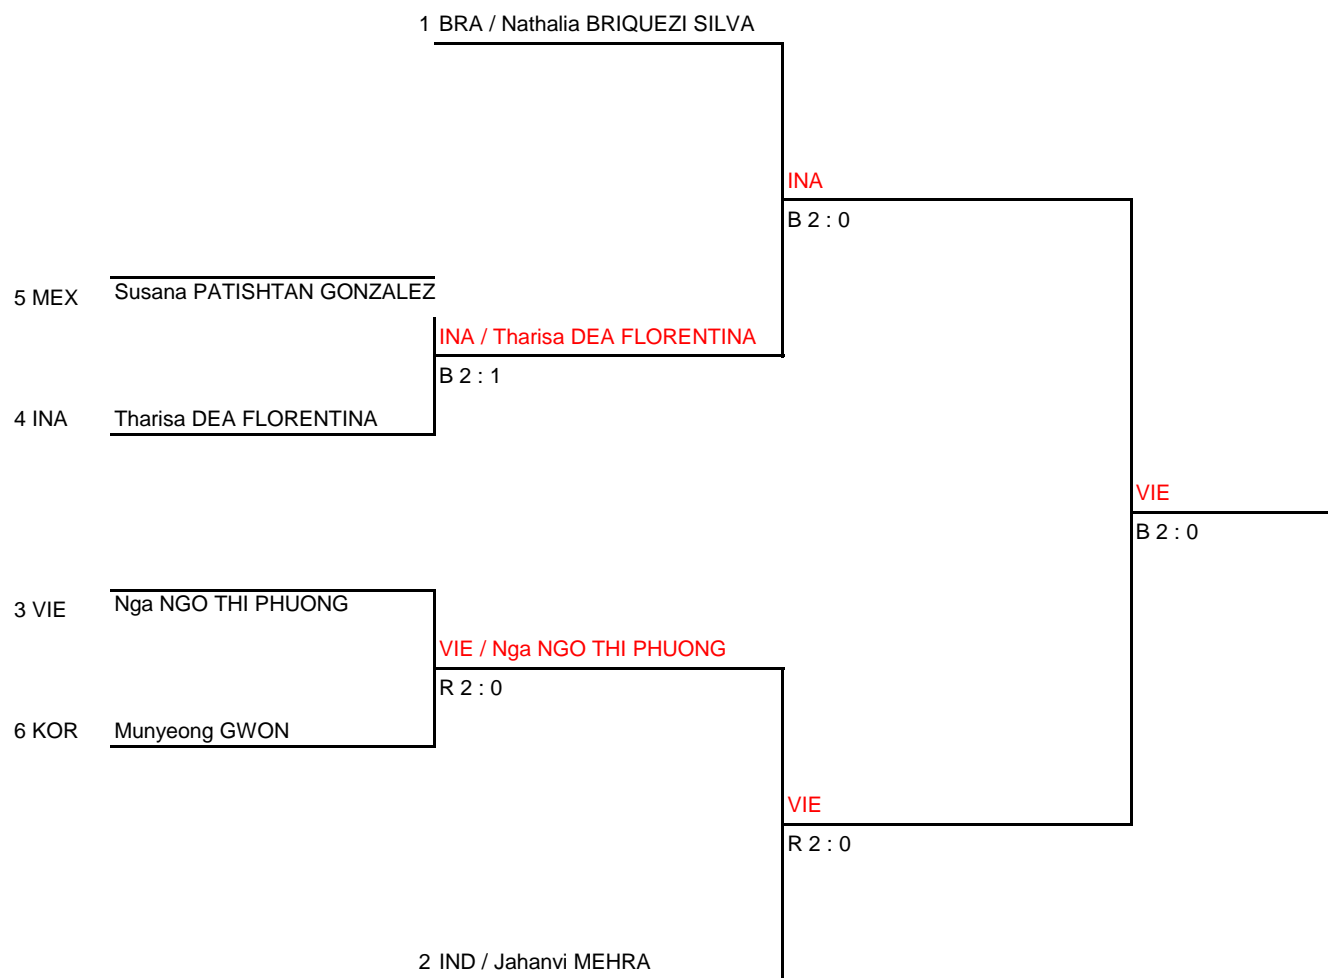 1 BRA / Nathalia BRIQUEZI SILVA
INA
B 2 : 0
5 MEX Susana PATISHTAN GONZALEZ
INA / Tharisa DEA FLORENTINA
B 2 : 1
4 INA Tharisa DEA FLORENTINA
VIE
B 2 : 0
3 VIE Nga NGO THI PHUONG
VIE / Nga NGO THI PHUONG
R 2 : 0
6 KOR Munyeong GWON
VIE
R 2 : 0
2 IND / Jahanvi MEHRA